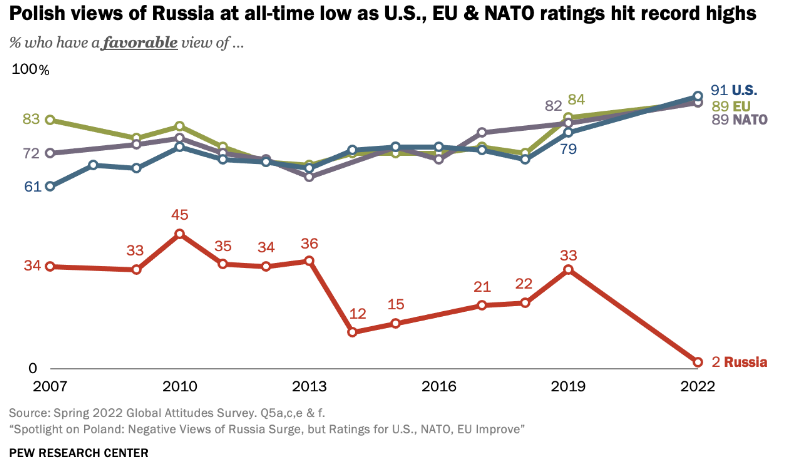 Polish views of Russia at all-time low as U.S., EU & NATO ratings hit record highs
% who have a favorable view of ...
100%
83
72
61
82
84
79
91 U.S.
89 EU
89 NATO
34
33
45
35
34
36
12
15
21
22
33
2 Russia
0
2007
2010
2013
2016
2019
2022
Source: Spring 2022 Global Attitudes Survey. Q5a,c,e & f.
“Spotlight on Poland: Negative Views of Russia Surge, but Ratings for U.S., NATO, EU Improve”
PEW RESEARCH CENTER